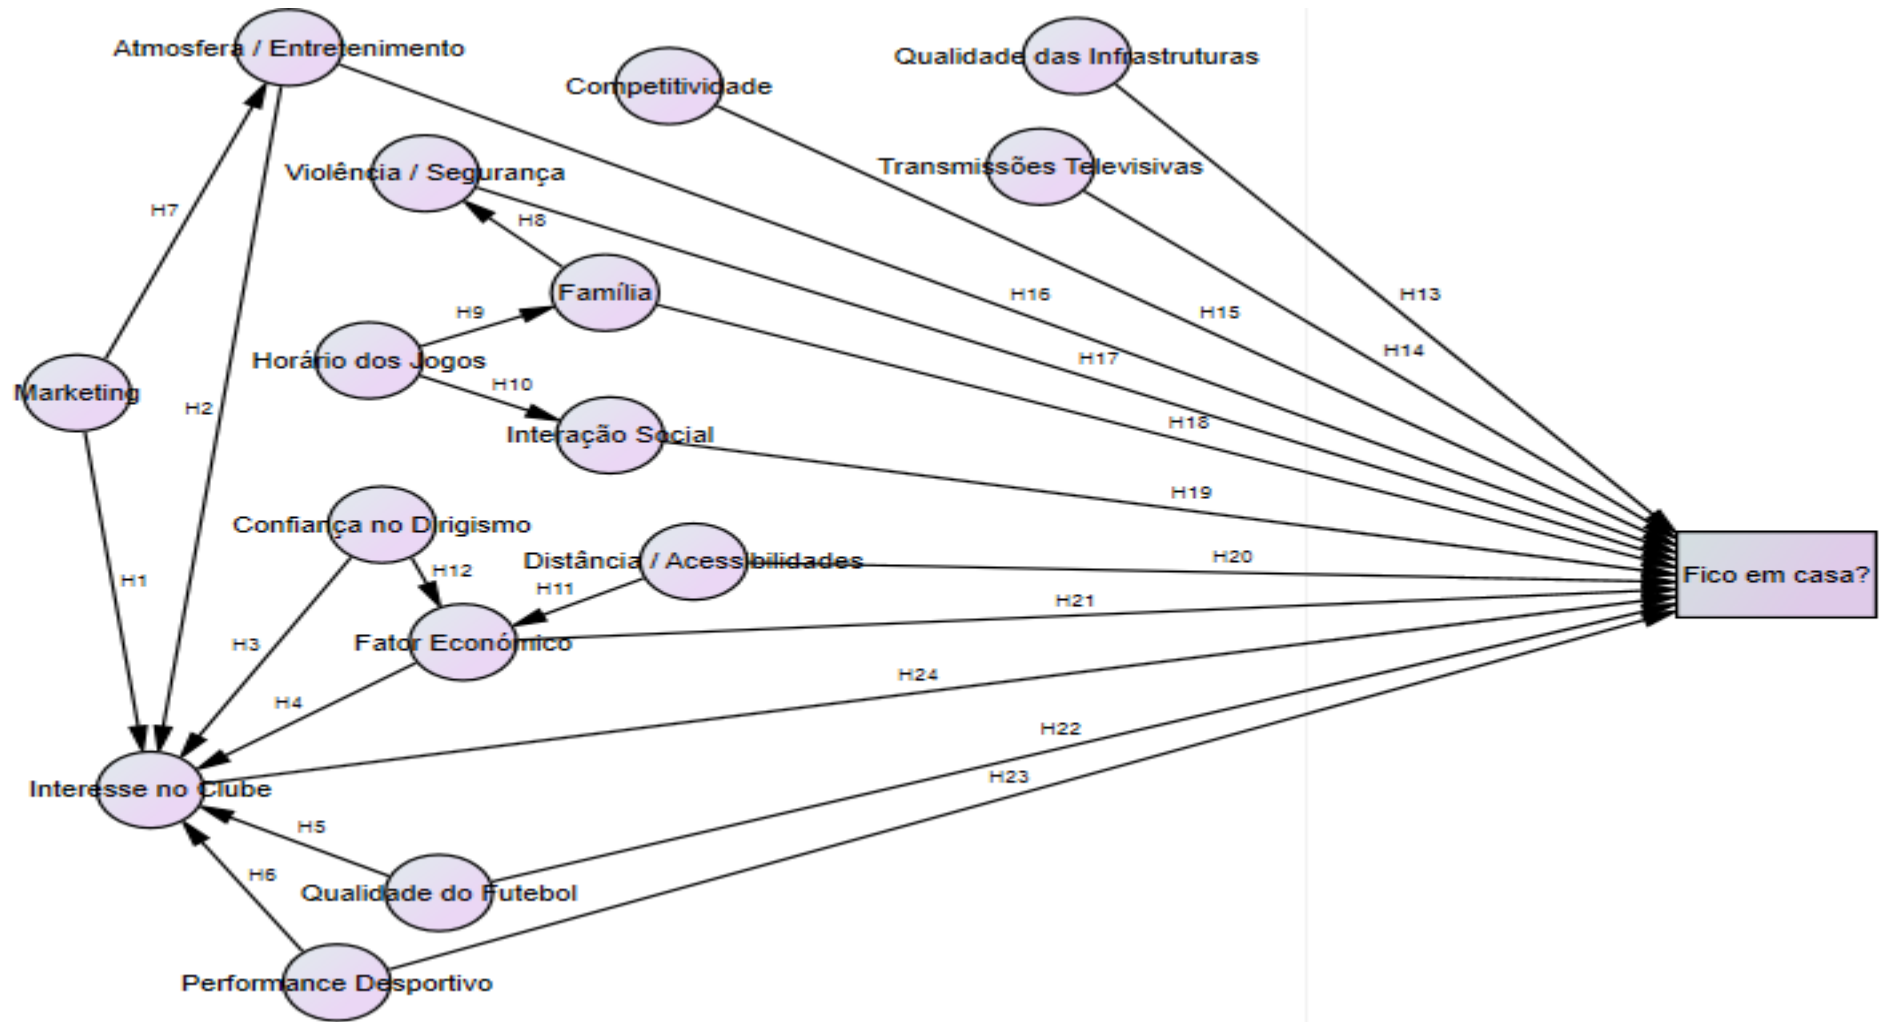 Atmosfera / Entretenimento
Qualidade das Infrastruturas
Competitividade
Transmissões Televisivas
Violência / Segurança
H7
H8
Família
H13
H16
H9
H15
H14
Horário dos Jogos
H17
H10
Marketing
H2
H18
Interação Social
H19
Confiança no Dirigismo
Distância / Acessibilidades
H20
H12
Fico em casa?
H1
H11
H21
H3
Fator Económico
H24
H4
H22
H23
Interesse no Clube
H5
H6
Qualidade do Futebol
Performance Desportivo